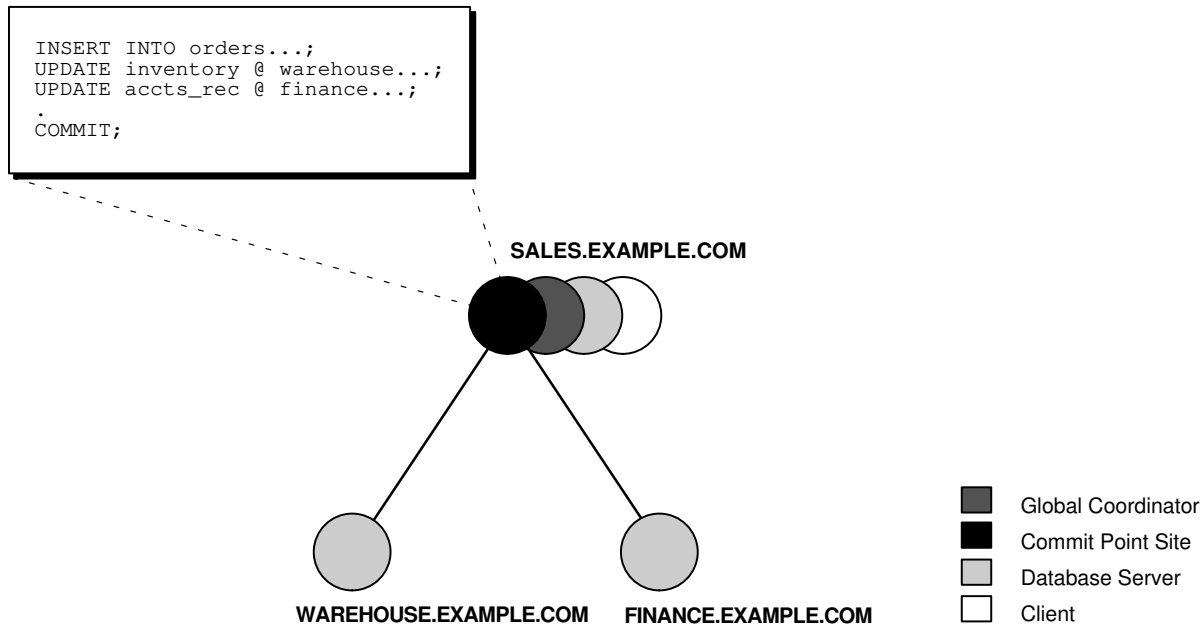 INSERT INTO orders...;
UPDATE inventory @ warehouse...;
UPDATE accts_rec @ finance...;
.
COMMIT;
SALES.EXAMPLE.COM
WAREHOUSE.EXAMPLE.COM
FINANCE.EXAMPLE.COM
Global Coordinator
Commit Point Site
Database Server
Client